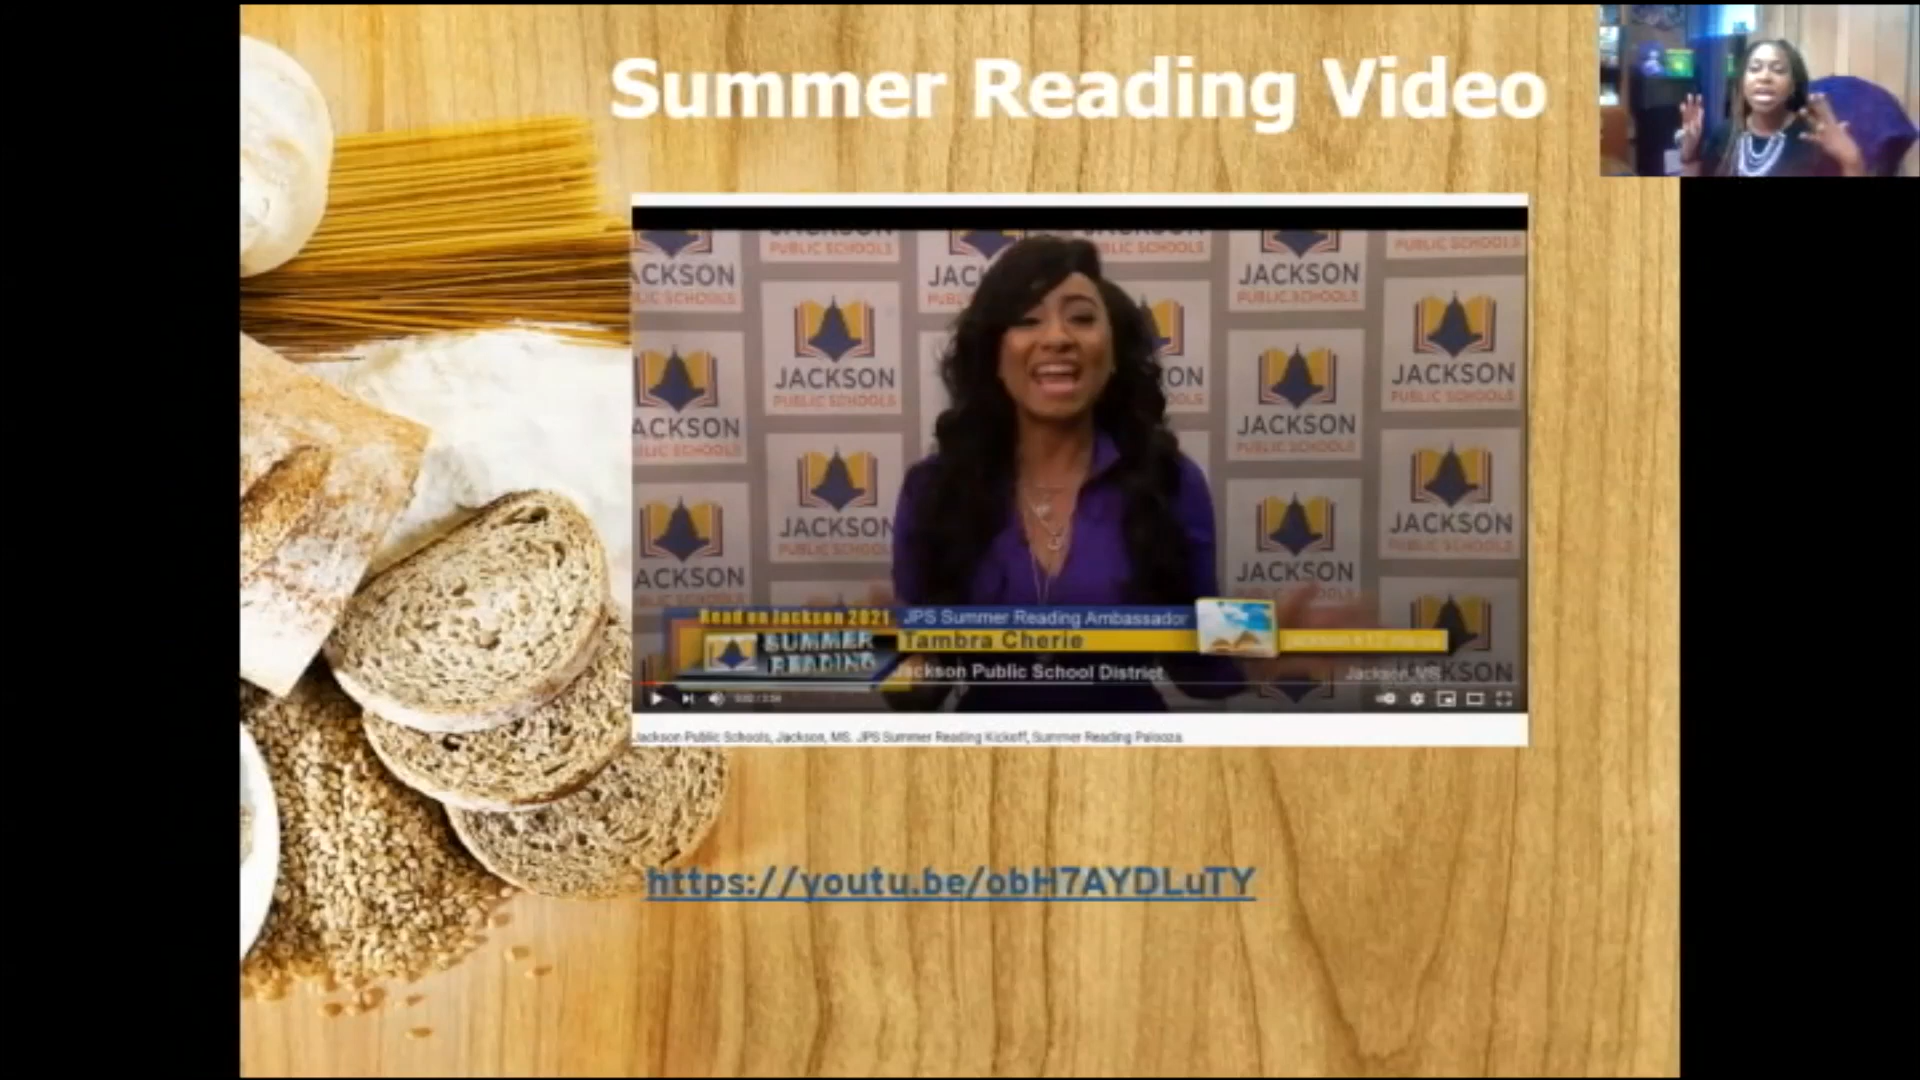 Summer Reading Video
JACKSON
PUBLIC SCHOOLS
Read on Jackson 2021
JPS Summer Reading Ambassador
SUMMER
READING
Tambra Cherie
Jackson Public School District
Jackson, MS
Jackson Public Schools, Jackson, MS. JPS Summer Reading Kickoff, Summer Reading Palooza
https://youtu.be/obH7AYDLuTY